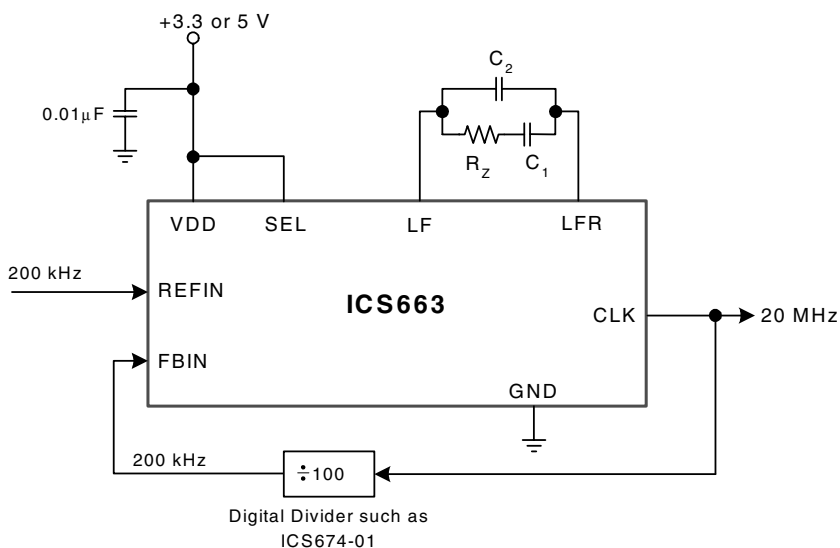 +3.3 or 5 V
C2
0.01µF
RZ
C1
VDD
SEL
LF
LFR
200 kHz
REFIN
ICS663
CLK
20 MHz
FBIN
GND
200 kHz
÷100
Digital Divider such as
ICS674-01